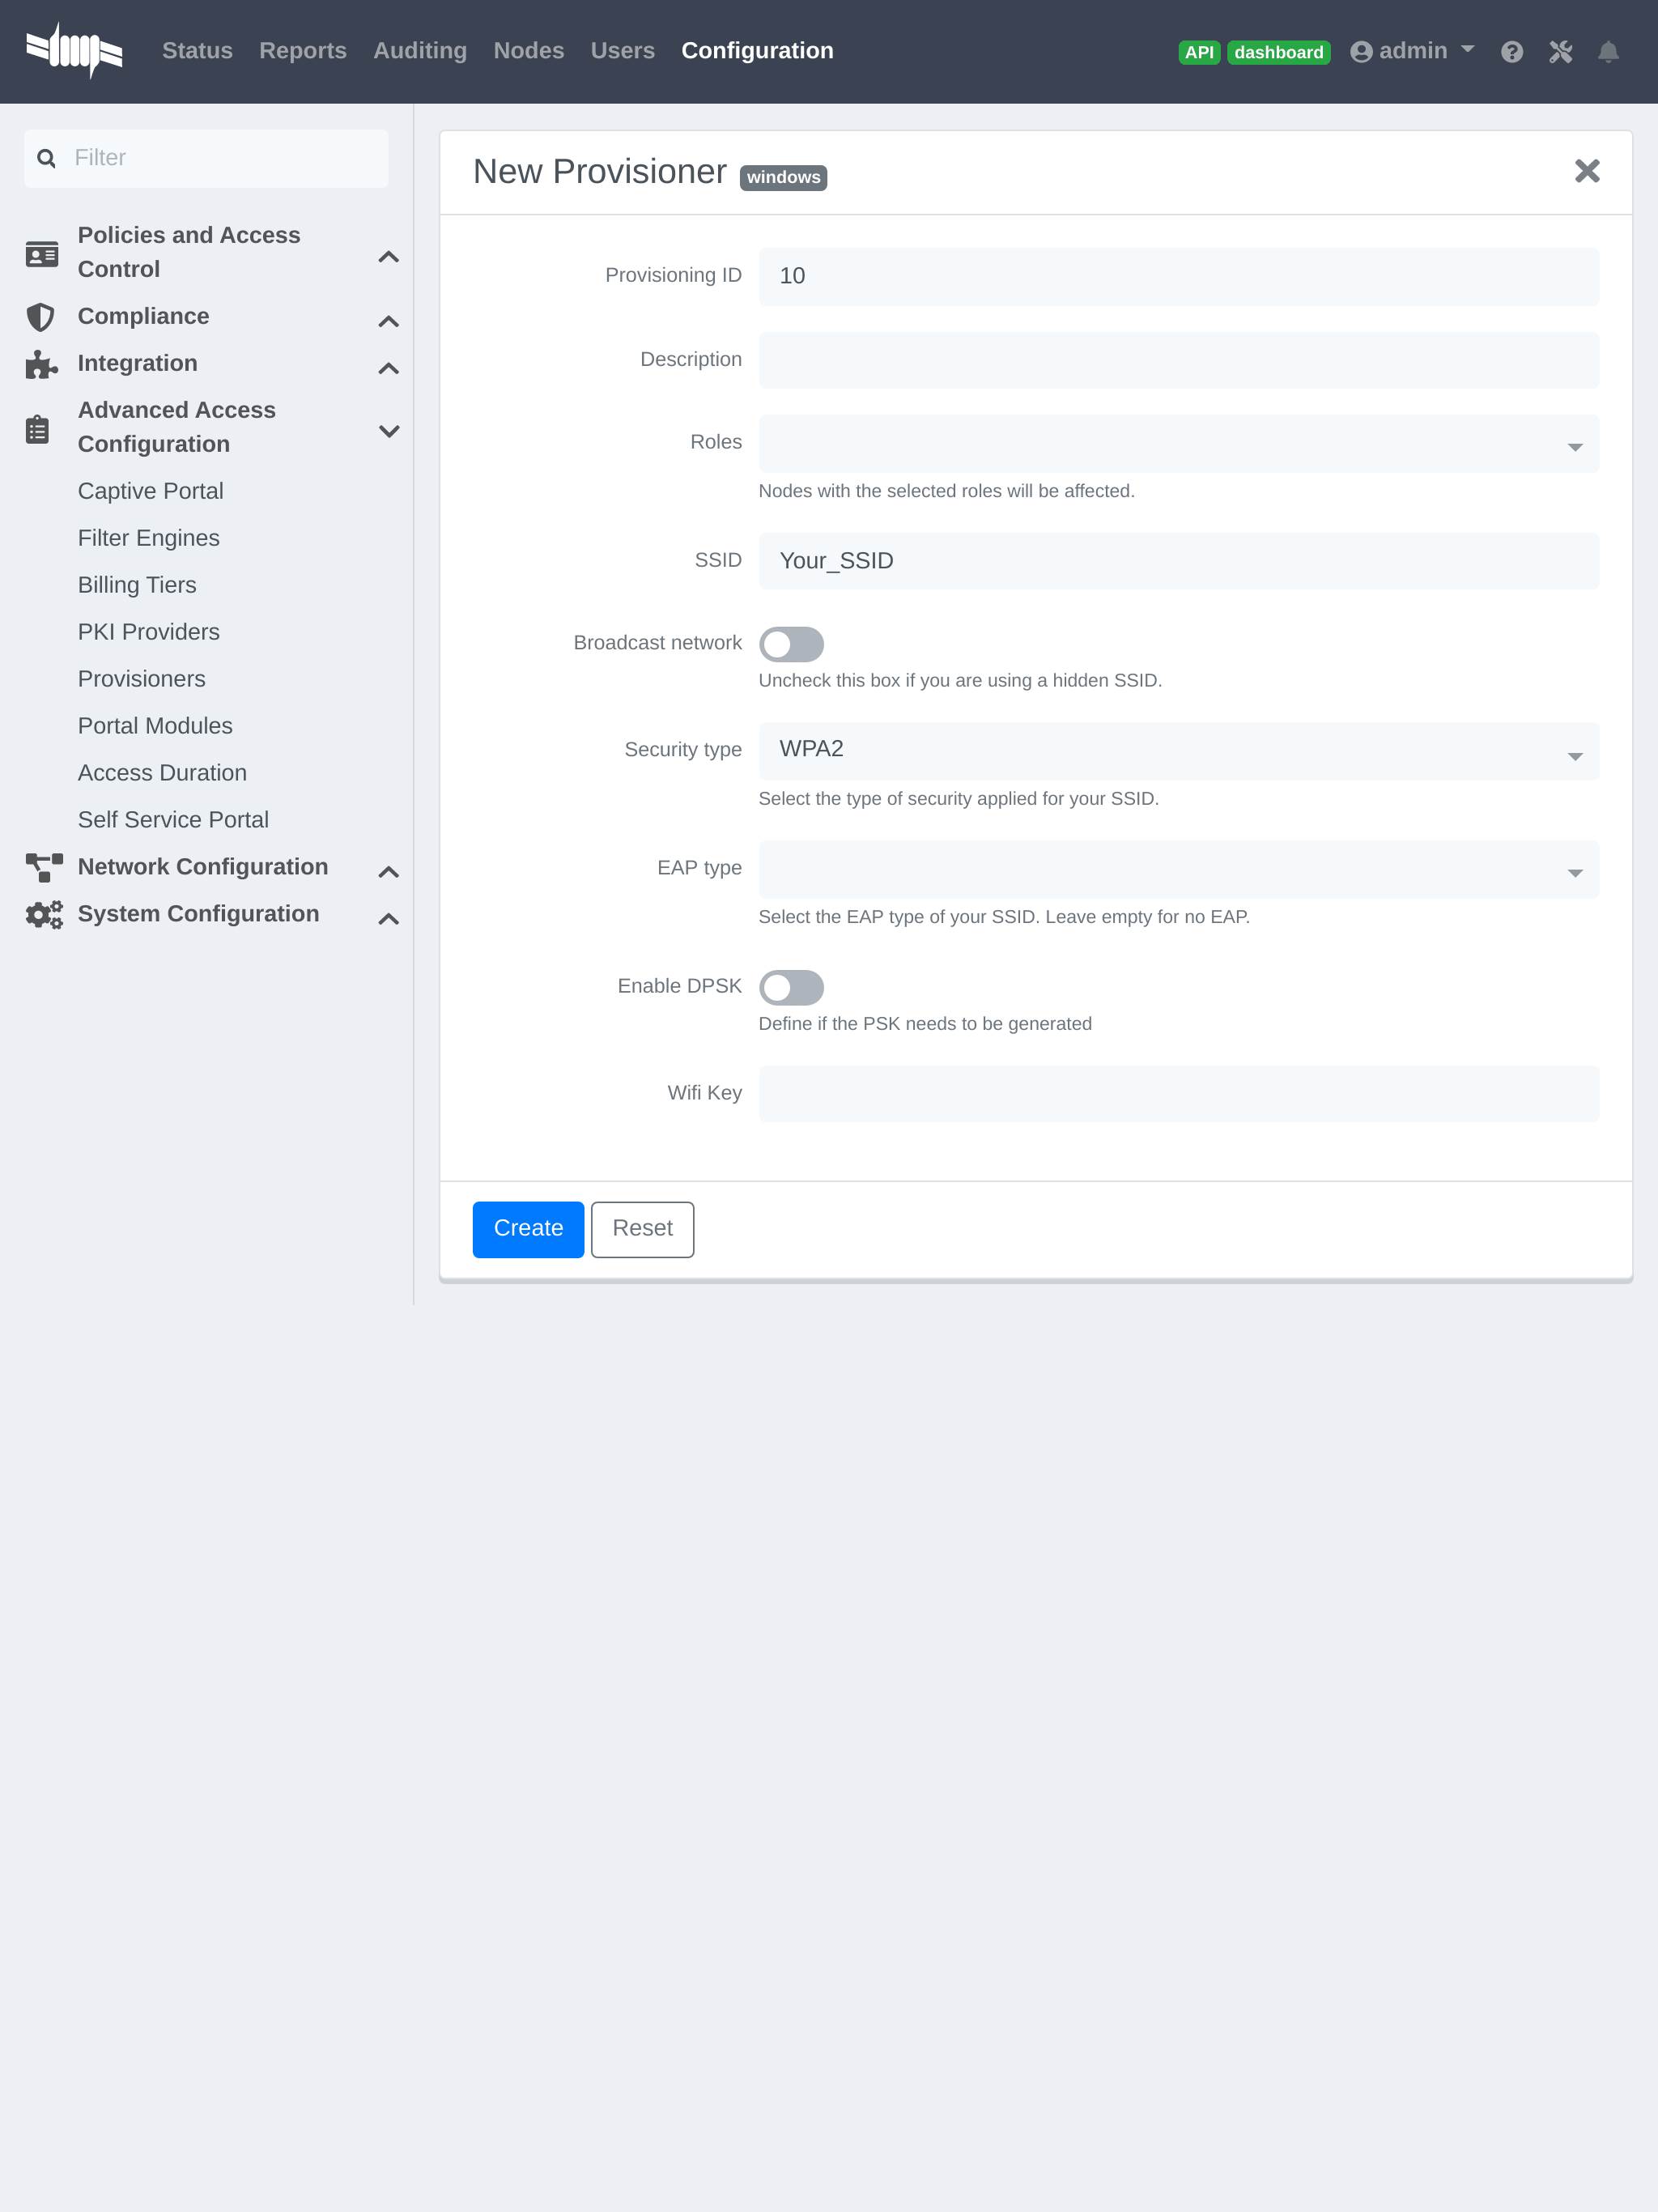 Status Reports Auditing Nodes Users Configuration API dashboard admin
Filter
Policies and Access
Control
Compliance
Integration
Advanced Access
Configuration
Captive Portal
Filter Engines
Billing Tiers
PKI Providers
Provisioners
Portal Modules
Access Duration
Self Service Portal
Network Configuration
System Configuration
New Provisioner windows
Provisioning ID 10
Description
Roles
Nodes with the selected roles will be affected.
SSID Your_SSID
Broadcast network
Uncheck this box if you are using a hidden SSID.
Security type WPA2
Select the type of security applied for your SSID.
EAP type
Select the EAP type of your SSID. Leave empty for no EAP.
Enable DPSK
Define if the PSK needs to be generated
Wifi Key
Create Reset